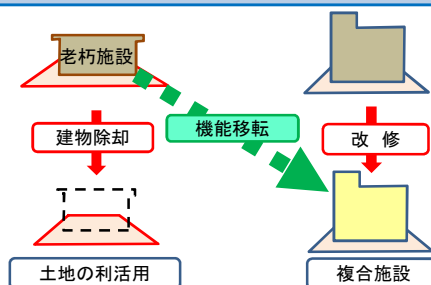 老朽施設
建物除却
機能移転
改 修
土地の利活用
複合施設